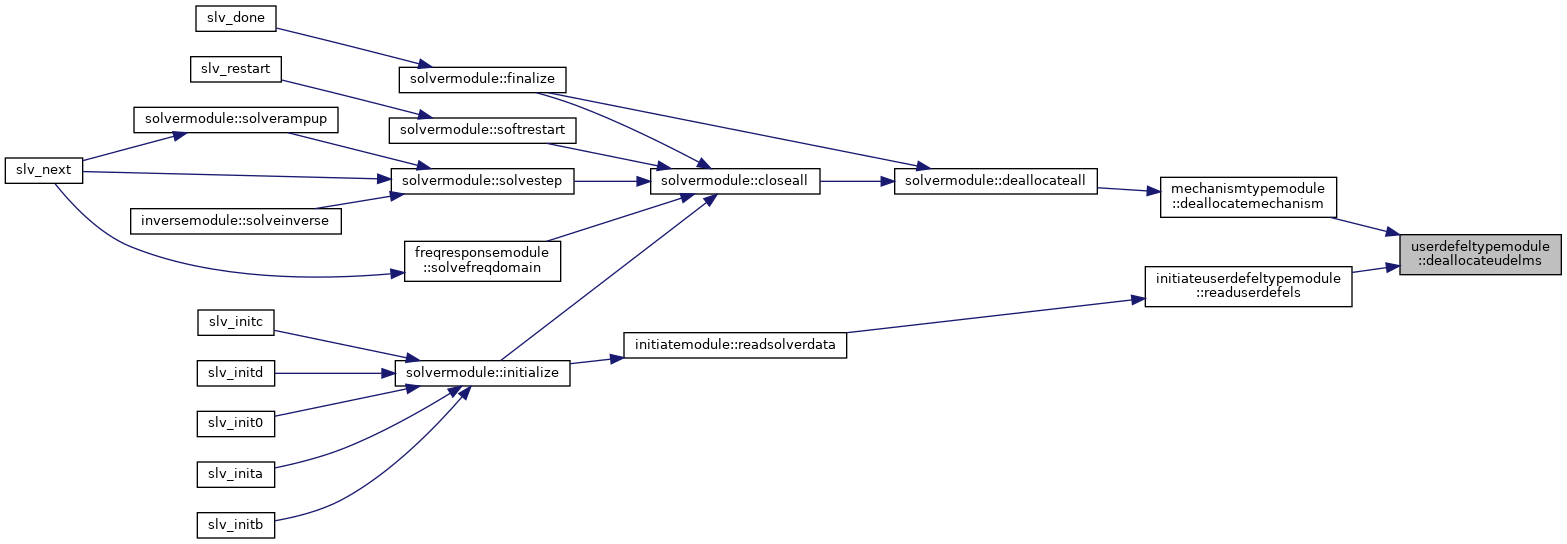 slv_done
slv_restart
solvermodule::finalize
solvermodule::solverampup
solvermodule::softrestart
slv_next
solvermodule::solvestep
solvermodule::closeall
solvermodule::deallocateall
mechanismtypemodule
::deallocatemechanism
inversemodule::solveinverse
freqresponsemodule
::solvefreqdomain
userdefeltypemodule
::deallocateudelms
initiateuserdefeltypemodule
::readuserdefels
slv_initc
initiatemodule::readsolverdata
slv_initd
solvermodule::initialize
slv_init0
slv_inita
slv_initb